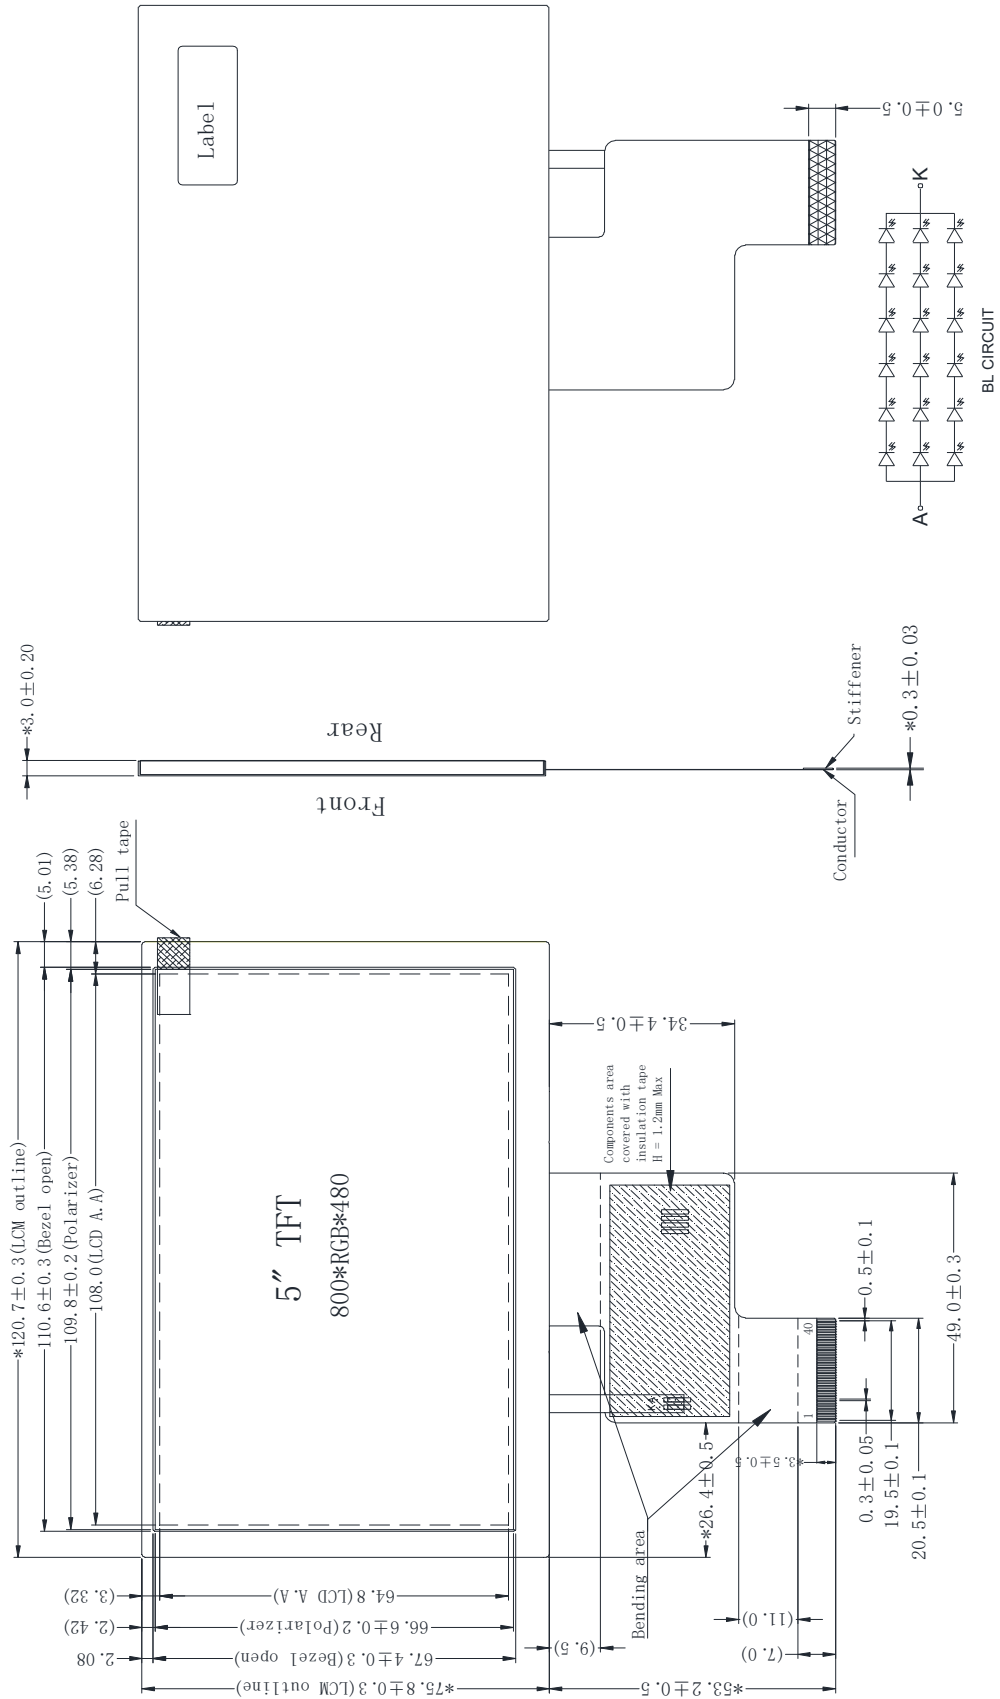 Label
5.0±0.5
A
K
BL CIRCUIT
*3.0±0.20
Rear
Front
Stiffener
Conductor
*0.3±0.03
(5.01)
(5.38)
(6.28)
Pull tape
*120.7±0.3(LCM outline)
110.6±0.3(Bezel open)
109.8±0.2(Polarizer)
108.0(LCD A.A)
5" TFT
800*RGB*480
34.4±0.5
Components area
covered with
insulation tape
H = 1.2mm Max
0.5±0.1
49.0±0.3
40
1
K A
*3.5±0.5
0.3±0.05
19.5±0.1
20.5±0.1
*26.4±0.5
Bending area
(3.32)
64.8(LCD A.A)
(2.42)
66.6±0.2(Polarizer)
2.08
67.4±0.3(Bezel open)
*75.8±0.3(LCM outline)
(9.5)
(11.0)
(7.0)
*53.2±0.5